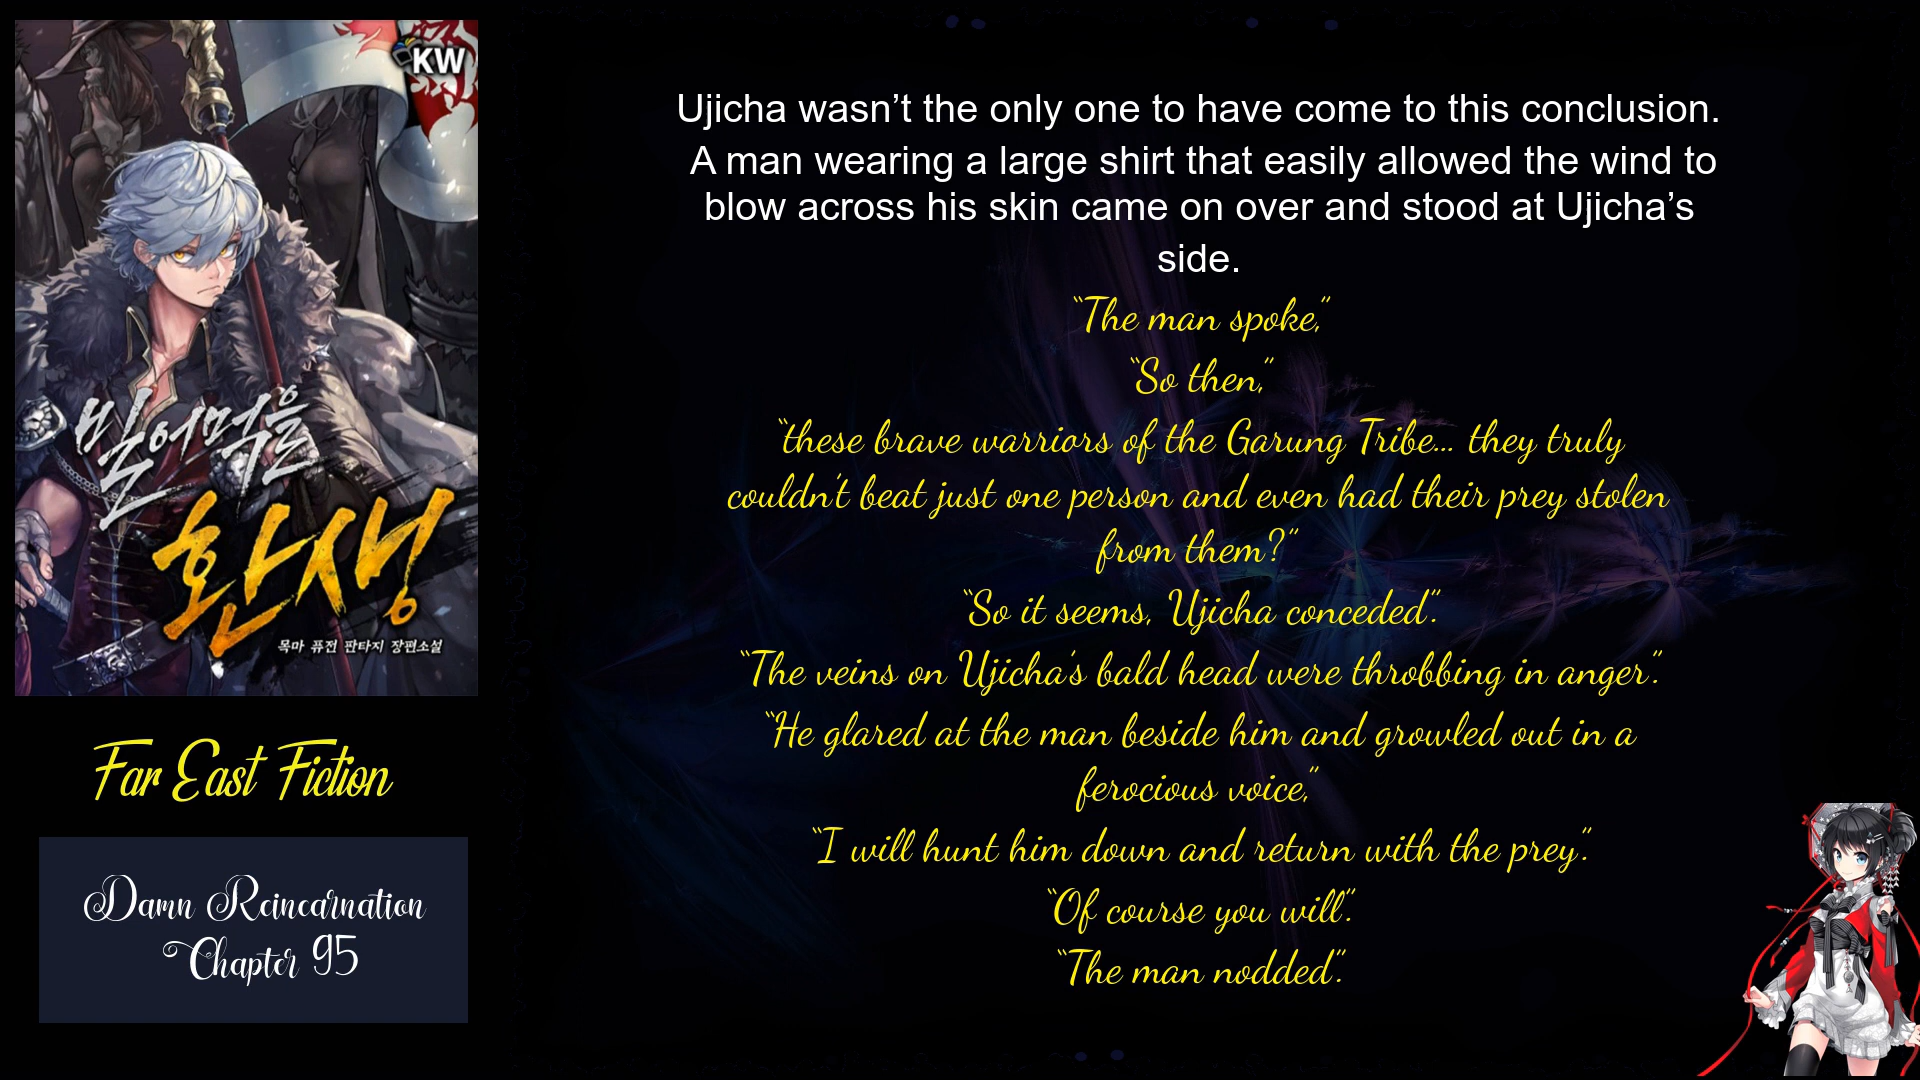 KW
빌어먹을
환생
목마 퓨전 판타지 장편소설
Far East Fiction
Damn Reincarnation
Chapter 95
Ujicha wasn’t the only one to have come to this conclusion.
A man wearing a large shirt that easily allowed the wind to
blow across his skin came on over and stood at Ujicha’s
side.
“The man spoke,”
“So then,”
“these brave warriors of the Garung Tribe… they truly
couldn’t beat just one person and even had their prey stolen
from them?”
“So it seems, Ujicha conceded”.
“The veins on Ujicha’s bald head were throbbing in anger”.
“He glared at the man beside him and growled out in a
ferocious voice,”
“I will hunt him down and return with the prey”.
“Of course you will”.
“The man nodded”.